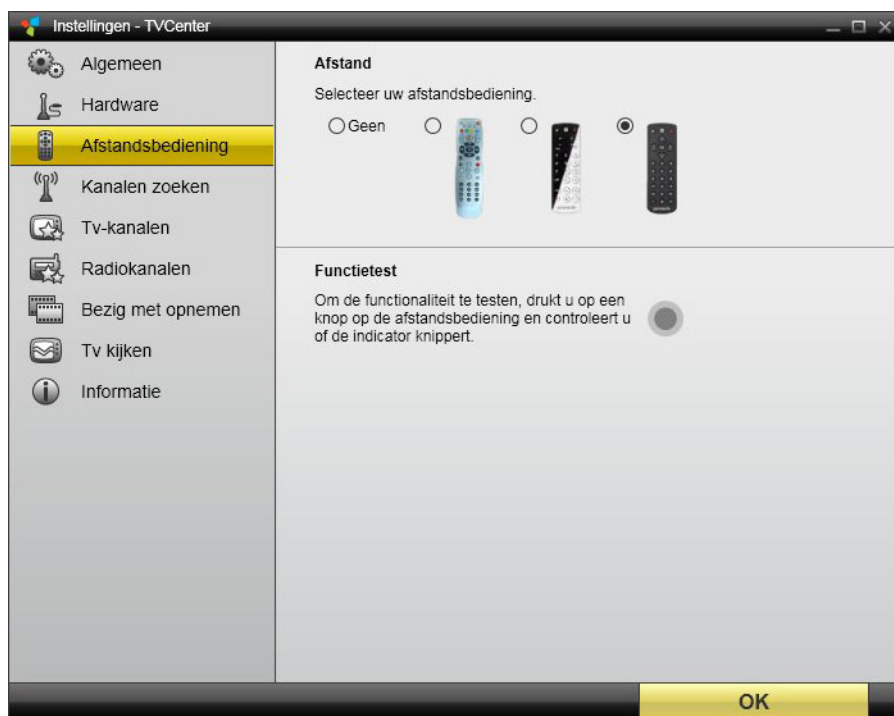 Instellingen - TVCenter
Algemeen
Hardware
Afstandsbediening
Kanalen zoeken
Tv-kanalen
Radiokanalen
Bezig met opnemen
Tv kijken
Informatie
Afstand
Selecteer uw afstandsbediening.
Geen
Functietest
Om de functionaliteit te testen, drukt u op een
knop op de afstandsbediening en controleert u
of de indicator knippert.
OK